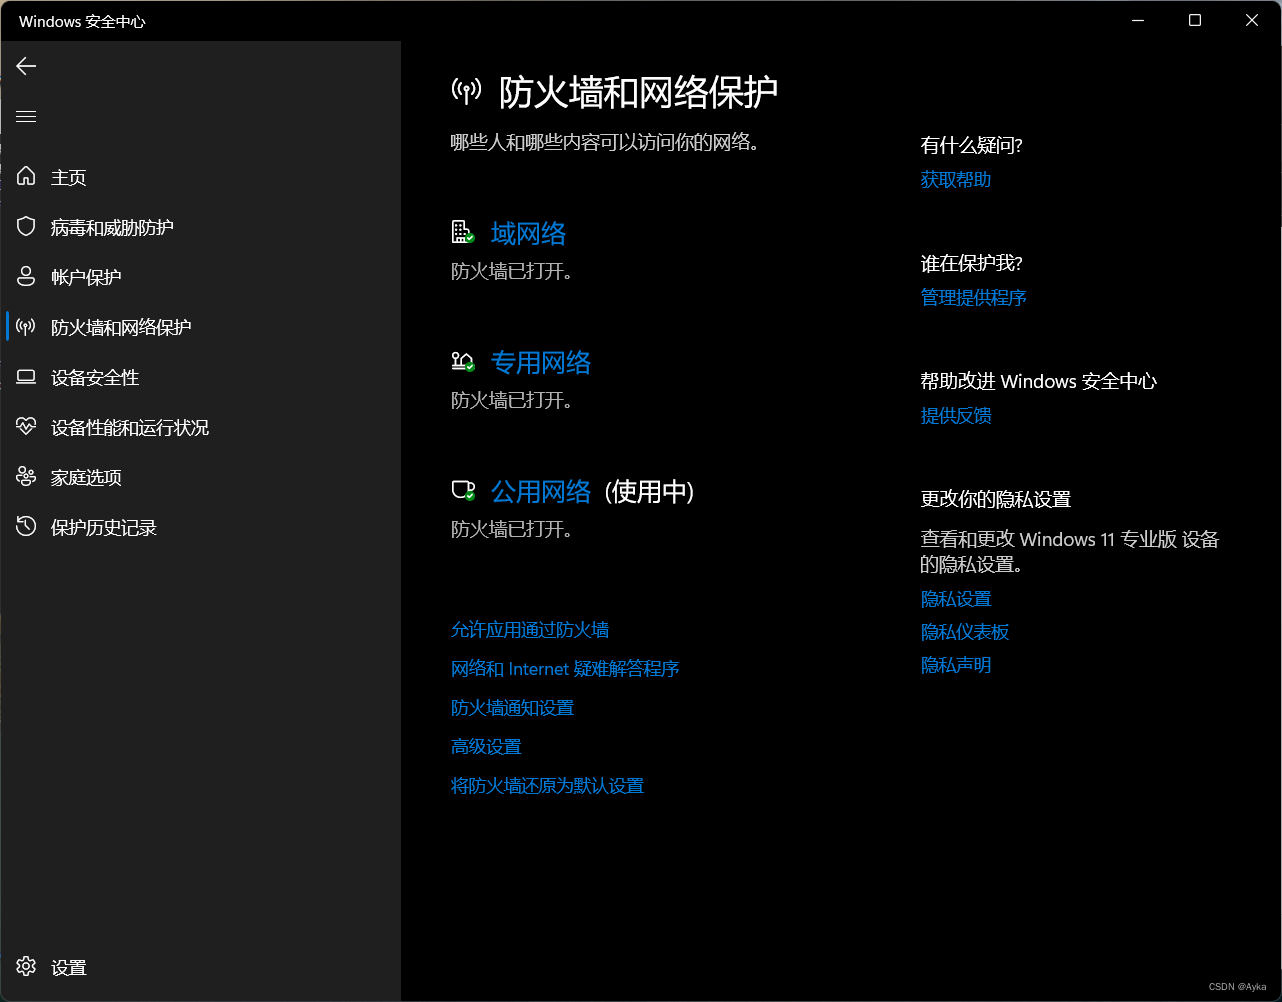 Windows 安全中心
主页
病毒和威胁防护
帐户保护
防火墙和网络保护
设备安全性
设备性能和运行状况
家庭选项
保护历史记录
设置
防火墙和网络保护
哪些人和哪些内容可以访问你的网络。
域网络
防火墙已打开。
专用网络
防火墙已打开。
公用网络 (使用中)
防火墙已打开。
允许应用通过防火墙
网络和 Internet 疑难解答程序
防火墙通知设置
高级设置
将防火墙还原为默认设置
有什么疑问?
获取帮助
谁在保护我?
管理提供程序
帮助改进 Windows 安全中心
提供反馈
更改你的隐私设置
查看和更改 Windows 11 专业版 设备
的隐私设置。
隐私设置
隐私仪表板
隐私声明
CSDN @Ayka